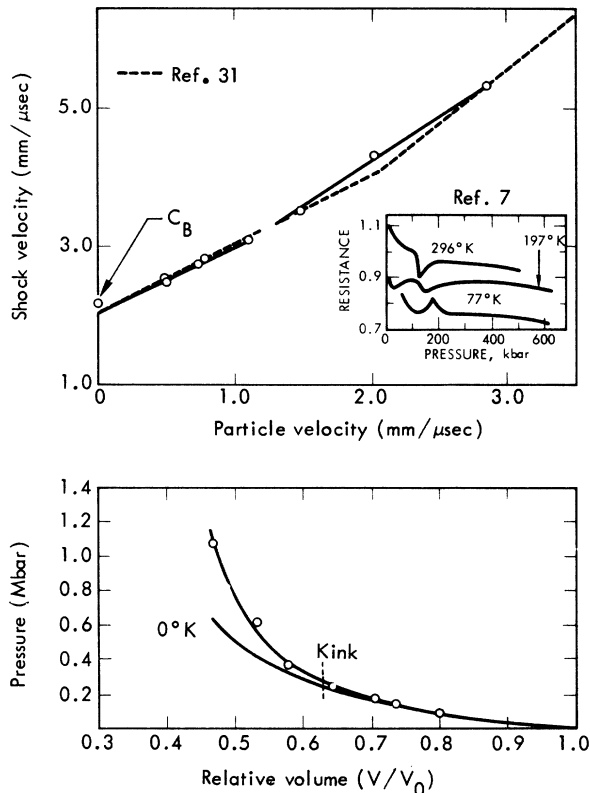 Shock velocity (mm/μsec)
Ref. 31
5.0
3.0
1.0
C_B
Ref. 7
RESISTANCE
1.1
0.9
0.7
296°K
197°K
77°K
0 200 400 600
PRESSURE, kbar
0 1.0 2.0 3.0
Particle velocity (mm/μsec)
Pressure (Mbar)
1.4
1.2
1.0
0.8
0.6
0.4
0.2
0°K
Kink
0.3 0.4 0.5 0.6 0.7 0.8 0.9 1.0
Relative volume (V/V₀)